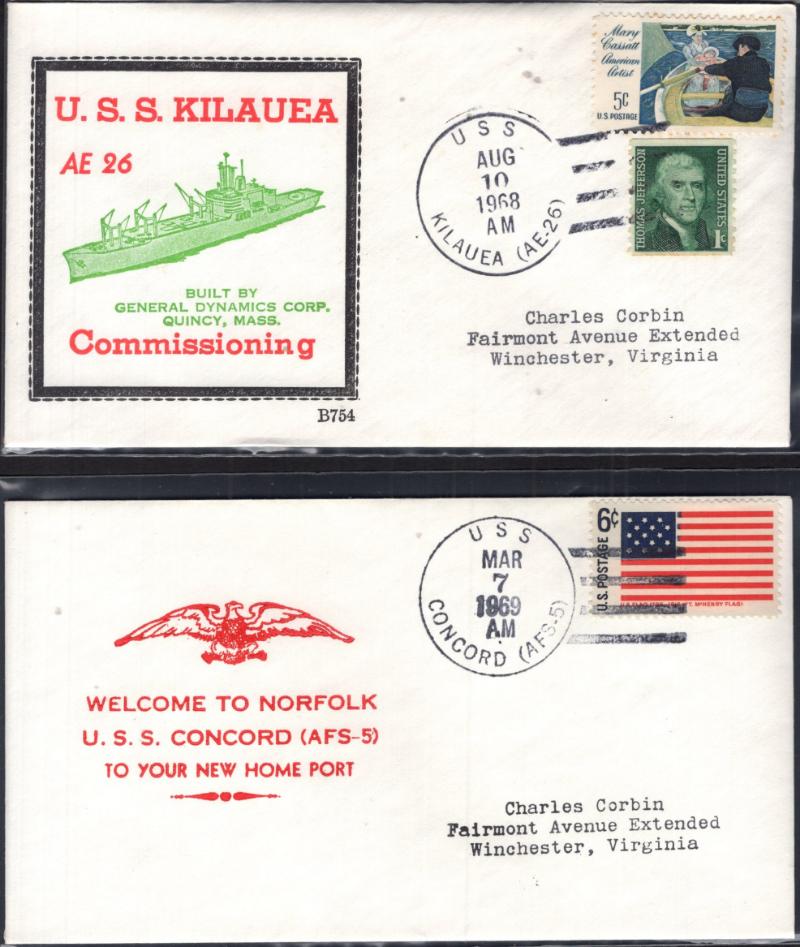 U. S. S. KILAUEA
AE 26
BUILT BY
GENERAL DYNAMICS CORP.
QUINCY, MASS.
Commissioning
B754
USS
AUG
10
1968
AM
KILAUEA (AE-26)
Mary
Cassatt
American
Artist
5c
U.S. POSTAGE
THOMAS JEFFERSON
UNITED STATES
1c
Charles Corbin
Fairmont Avenue Extended
Winchester, Virginia
WELCOME TO NORFOLK
U. S. S. CONCORD (AFS-5)
TO YOUR NEW HOME PORT
USS
MAR
7
1969
AM
CONCORD (AFS-5)
6c
U.S. POSTAGE
McHENRY FLAG)
Charles Corbin
Fairmont Avenue Extended
Winchester, Virginia